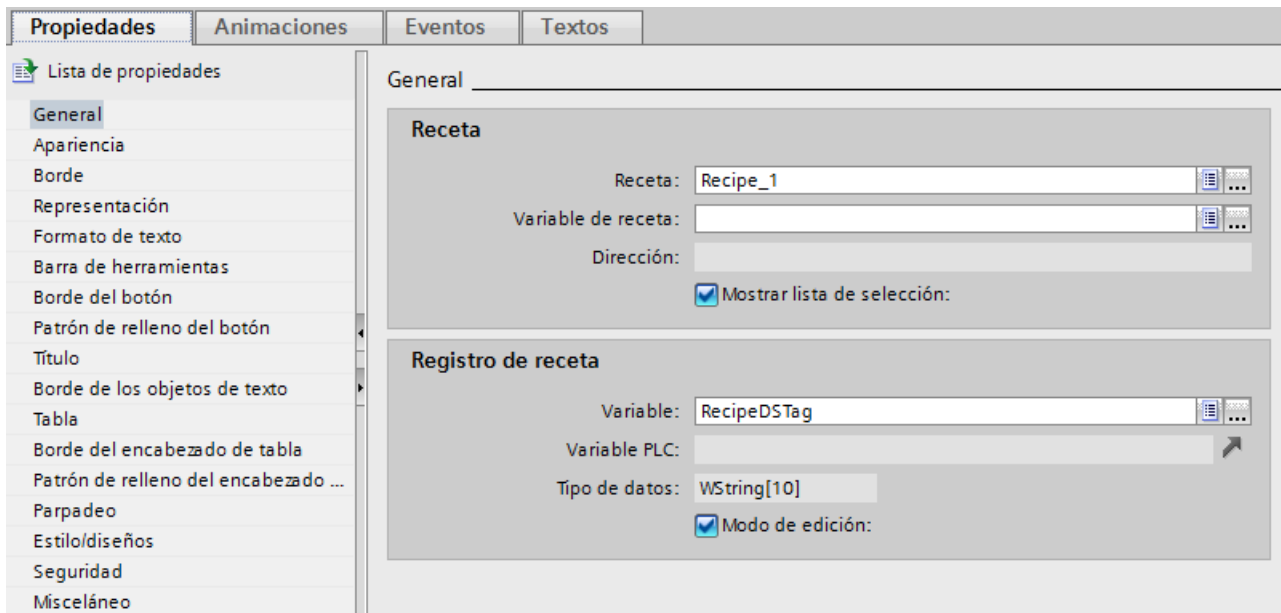 Propiedades
Animaciones
Eventos
Textos
Lista de propiedades
General
Apariencia
Borde
Representación
Formato de texto
Barra de herramientas
Borde del botón
Patrón de relleno del botón
Título
Borde de los objetos de texto
Tabla
Borde del encabezado de tabla
Patrón de relleno del encabezado ...
Parpadeo
Estilo/diseños
Seguridad
Misceláneo
General
Receta
Receta: Recipe_1
Variable de receta:
Dirección:
Mostrar lista de selección:
Registro de receta
Variable: RecipeDSTag
Variable PLC:
Tipo de datos: WString[10]
Modo de edición: